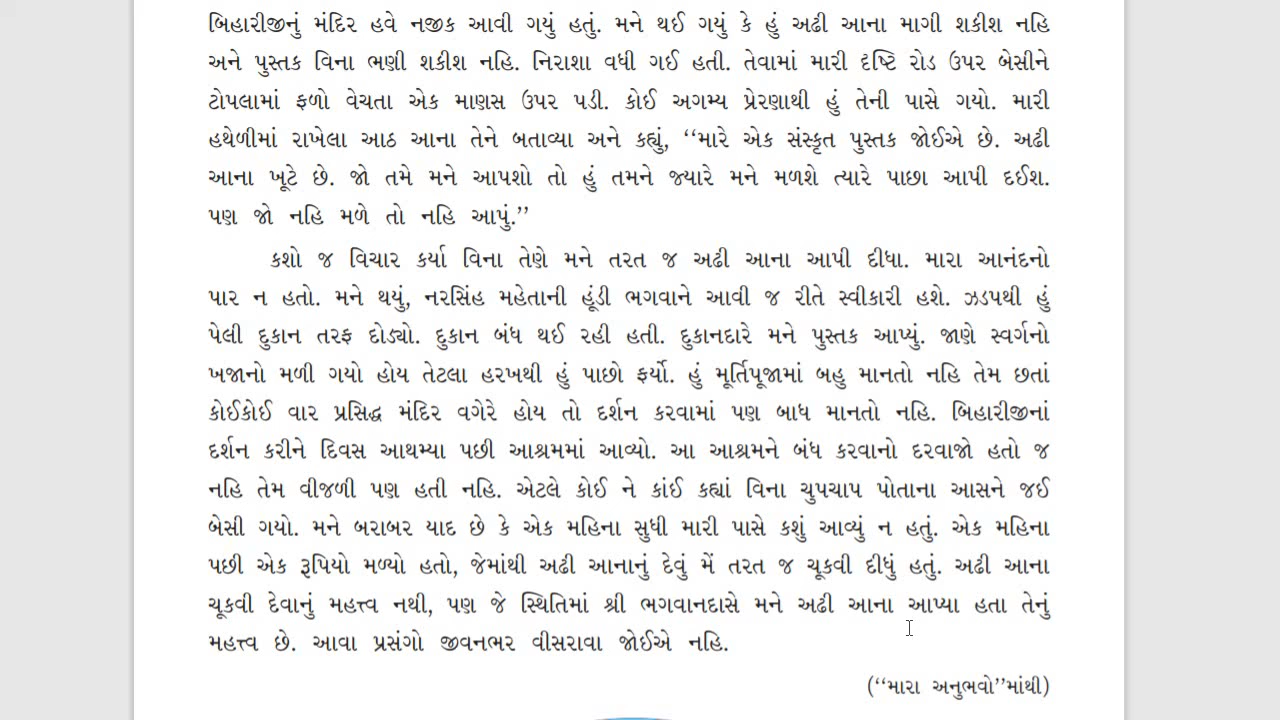 બિહારીજીનું મંદિર હવે નજીક આવી ગયું હતું. મને થઈ ગયું કે હું અઢી આના માગી શકીશ નહિ
અને પુસ્તક વિના ભણી શકીશ નહિ. નિરાશા વધી ગઈ હતી. તેવામાં મારી દૃષ્ટિ રોડ ઉપર બેસીને
ટોપલામાં ફળો વેચતા એક માણસ ઉપર પડી. કોઈ અગમ્ય પ્રેરણાથી હું તેની પાસે ગયો. મારી
હથેળીમાં રાખેલા આઠ આના તેને બતાવ્યા અને કહ્યું, ‘‘મારે એક સંસ્કૃત પુસ્તક જોઈએ છે. અઢી
આના ખૂટે છે. જો તમે મને આપશો તો હું તમને જ્યારે મને મળશે ત્યારે પાછા આપી દઈશ.
પણ જો નહિ મળે તો નહિ આપું.’’
કશો જ વિચાર કર્યા વિના તેણે મને તરત જ અઢી આના આપી દીધા. મારા આનંદનો
પાર ન હતો. મને થયું, નરસિંહ મહેતાની હૂંડી ભગવાને આવી જ રીતે સ્વીકારી હશે. ઝડપથી હું
પેલી દુકાન તરફ દોડ્યો. દુકાન બંધ થઈ રહી હતી. દુકાનદારે મને પુસ્તક આપ્યું. જાણે સ્વર્ગનો
ખજાનો મળી ગયો હોય તેટલા હરખથી હું પાછો ફર્યો. હું મૂર્તિપૂજામાં બહુ માનતો નહિ તેમ છતાં
કોઈકોઈ વાર પ્રસિદ્ધ મંદિર વગેરે હોય તો દર્શન કરવામાં પણ બાધ માનતો નહિ. બિહારીજીનાં
દર્શન કરીને દિવસ આથમ્યા પછી આશ્રમમાં આવ્યો. આ આશ્રમને બંધ કરવાનો દરવાજો હતો જ
નહિ તેમ વીજળી પણ હતી નહિ. એટલે કોઈ ને કાંઈ કહ્યાં વિના ચુપચાપ પોતાના આસને જઈ
બેસી ગયો. મને બરાબર યાદ છે કે એક મહિના સુધી મારી પાસે કશું આવ્યું ન હતું. એક મહિના
પછી એક રૂપિયો મળ્યો હતો, જેમાંથી અઢી આનાનું દેવું મેં તરત જ ચૂકવી દીધું હતું. અઢી આના
ચૂકવી દેવાનું મહત્ત્વ નથી, પણ જે સ્થિતિમાં શ્રી ભગવાનદાસે મને અઢી આના આપ્યા હતા તેનું
મહત્ત્વ છે. આવા પ્રસંગો જીવનભર વીસરાવા જોઈએ નહિ.
(‘‘મારા અનુભવો’’માંથી)